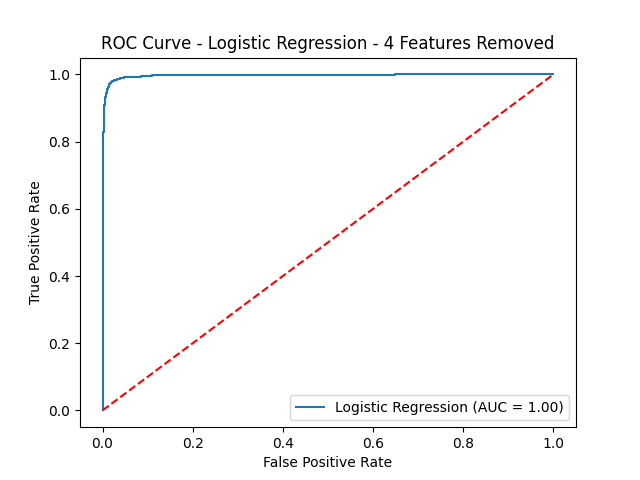 ROC Curve - Logistic Regression - 4 Features Removed
1.0
0.8
0.6
0.4
0.2
0.0
True Positive Rate
Logistic Regression (AUC = 1.00)
0.0 0.2 0.4 0.6 0.8 1.0
False Positive Rate